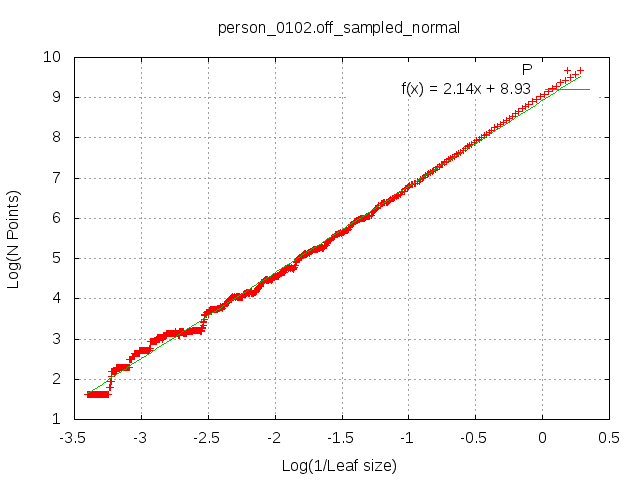 person_0102.off_sampled_normal
10
9
8
7
6
5
4
3
2
1
Log(N Points)
P
f(x) = 2.14x + 8.93
-3.5 -3 -2.5 -2 -1.5 -1 -0.5 0 0.5
Log(1/Leaf size)